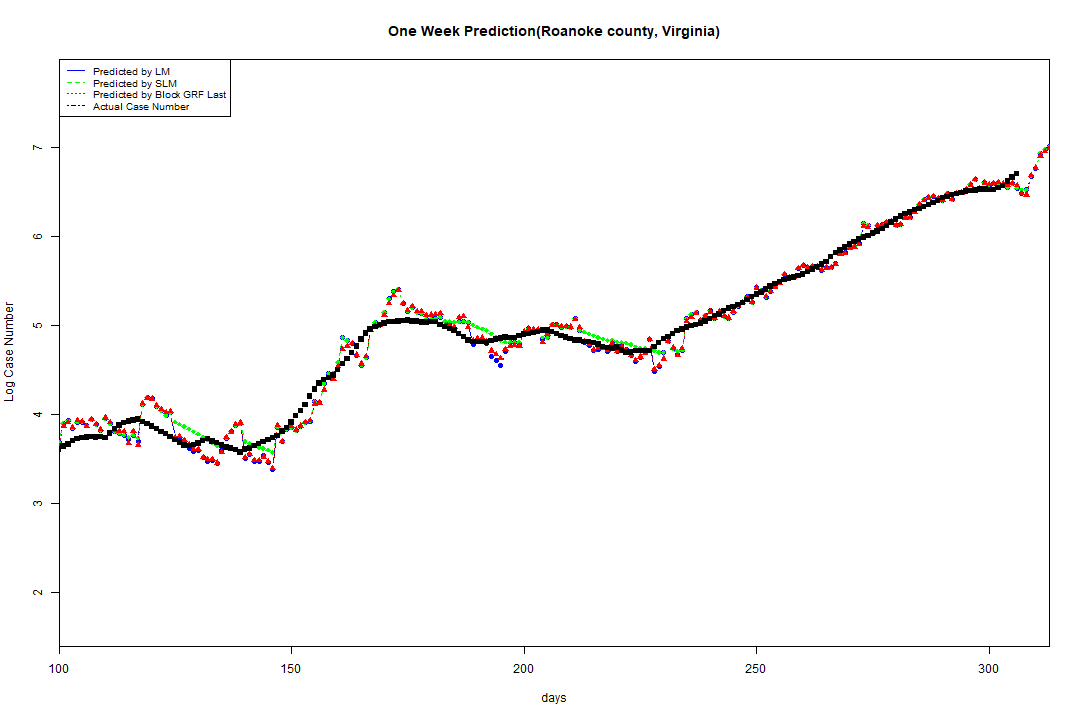 One Week Prediction(Roanoke county, Virginia)
Predicted by LM
Predicted by SLM
Predicted by Block GRF Last
Actual Case Number
7
6
5
4
3
2
Log Case Number
100 150 200 250 300
days